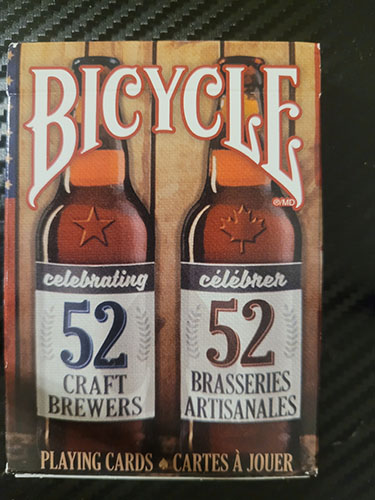 BICYCLE
®/MD
celebrating
52
CRAFT
BREWERS
célébrer
52
BRASSERIES
ARTISANALES
PLAYING CARDS ♠ CARTES À JOUER